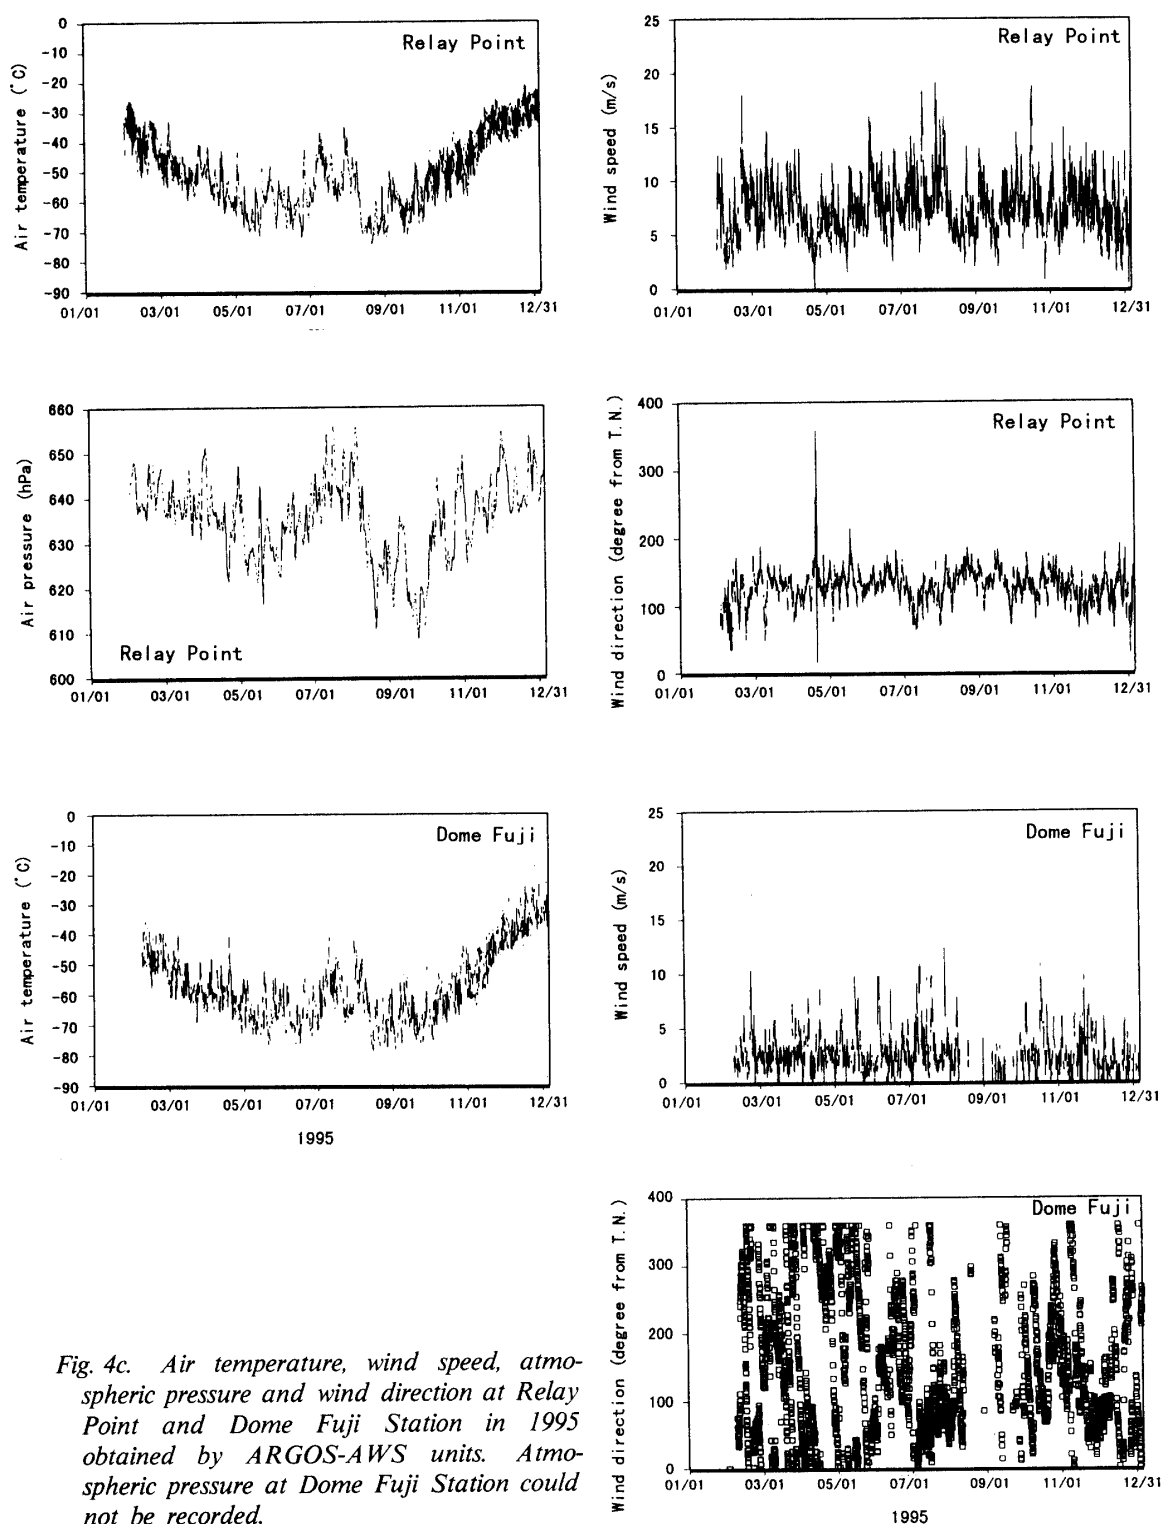 0
-10
-20
-30
-40
-50
-60
-70
-80
-90
Air temperature (°C)
Relay Point
01/01 03/01 05/01 07/01 09/01 11/01 12/31
25
20
15
10
5
0
Wind speed (m/s)
Relay Point
01/01 03/01 05/01 07/01 09/01 11/01 12/31
660
650
640
630
620
610
600
Air pressure (hPa)
Relay Point
01/01 03/01 05/01 07/01 09/01 11/01 12/31
400
300
200
100
0
Wind direction (degree from T.N.)
Relay Point
01/01 03/01 05/01 07/01 09/01 11/01 12/31
0
-10
-20
-30
-40
-50
-60
-70
-80
-90
Air temperature (°C)
Dome Fuji
01/01 03/01 05/01 07/01 09/01 11/01 12/31
1995
25
20
15
10
5
0
Wind speed (m/s)
Dome Fuji
01/01 03/01 05/01 07/01 09/01 11/01 12/31
400
300
200
100
0
Wind direction (degree from T.N.)
Dome Fuji
01/01 03/01 05/01 07/01 09/01 11/01 12/31
1995
Fig. 4c. Air temperature, wind speed, atmo-
spheric pressure and wind direction at Relay
Point and Dome Fuji Station in 1995
obtained by ARGOS-AWS units. Atmo-
spheric pressure at Dome Fuji Station could
not be recorded.